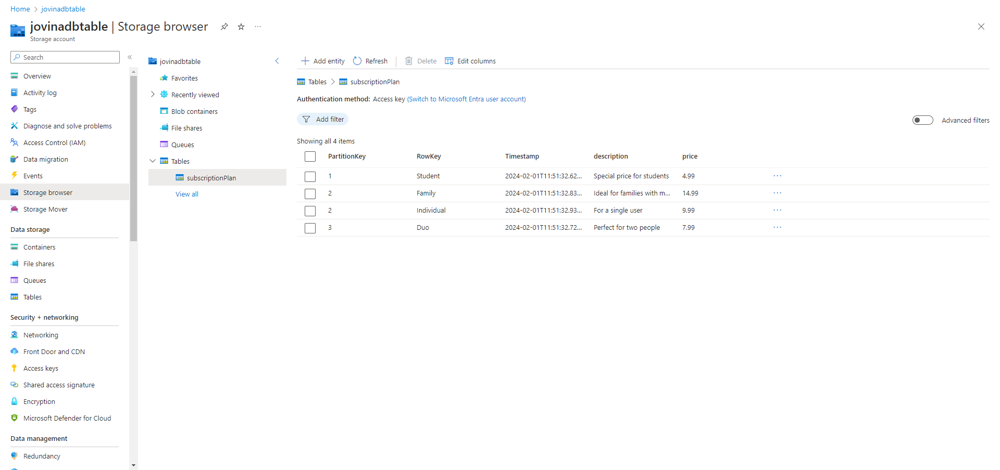 Home > jovinadbtable
jovinadbtable | Storage browser
Storage account
Search
Overview
Activity log
Tags
Diagnose and solve problems
Access Control (IAM)
Data migration
Events
Storage browser
Storage Mover
Data storage
Containers
File shares
Queues
Tables
Security + networking
Networking
Front Door and CDN
Access keys
Shared access signature
Encryption
Microsoft Defender for Cloud
Data management
Redundancy
jovinadbtable
Favorites
Recently viewed
Blob containers
File shares
Queues
Tables
subscriptionPlan
View all
Add entity Refresh Delete Edit columns
Tables > subscriptionPlan
Authentication method: Access key (Switch to Microsoft Entra user account)
Add filter Advanced filters
Showing all 4 items
PartitionKey RowKey Timestamp description price
1 Student 2024-02-01T11:51:32.62... Special price for students 4.99
2 Family 2024-02-01T11:51:32.83... Ideal for families with m... 14.99
2 Individual 2024-02-01T11:51:32.93... For a single user 9.99
3 Duo 2024-02-01T11:51:32.72... Perfect for two people 7.99